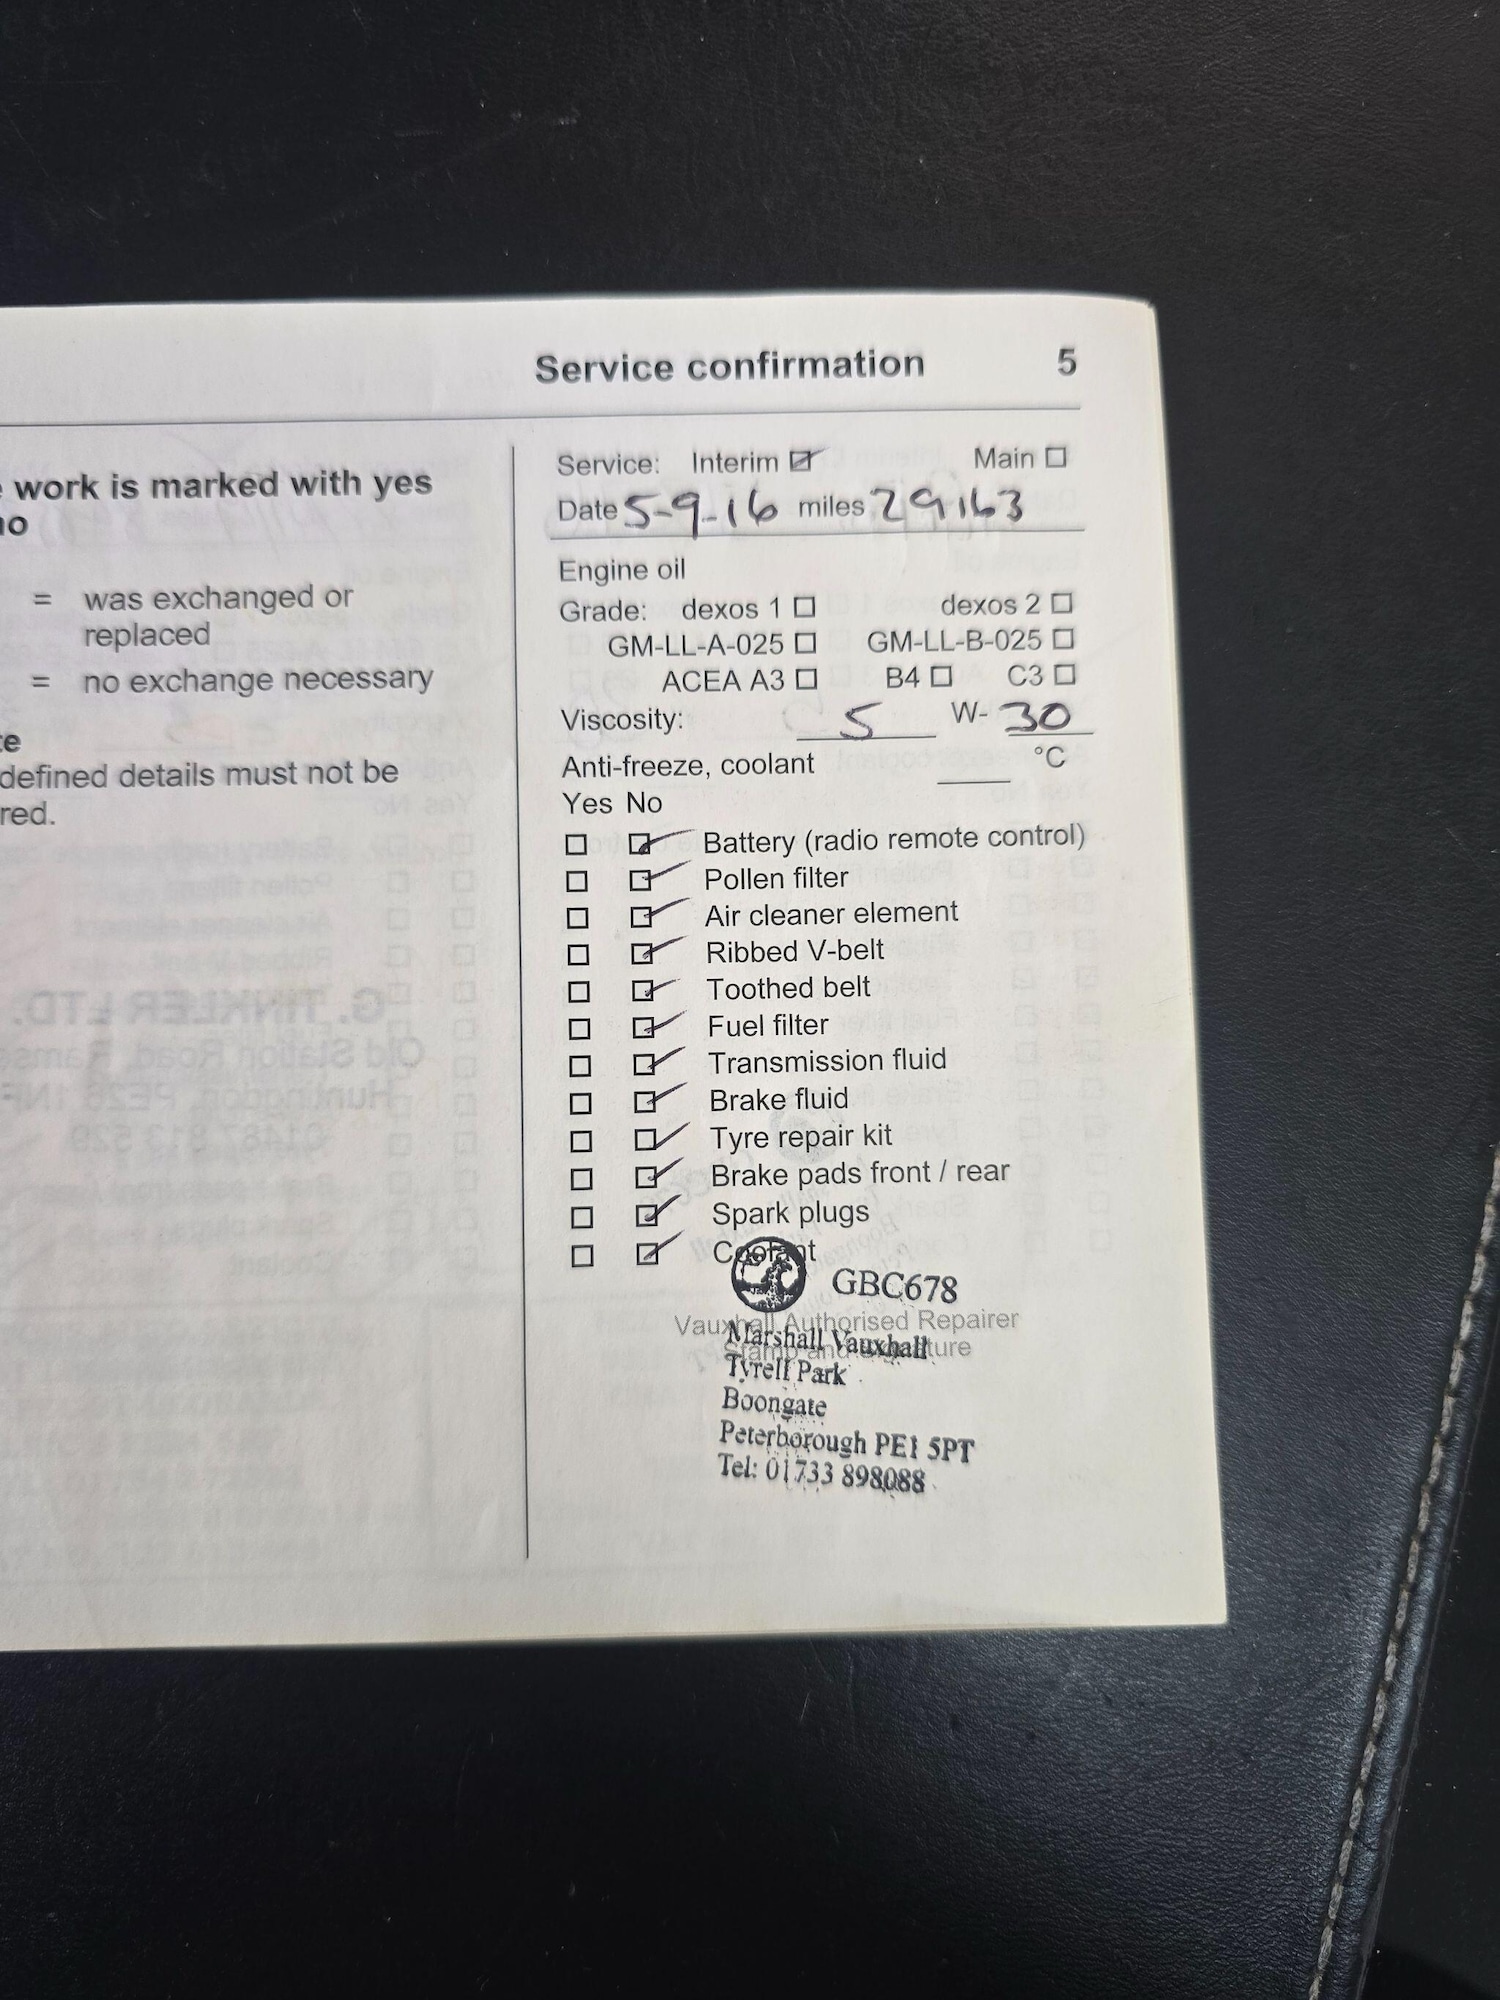 Service confirmation 5
work is marked with yes
= was exchanged or
replaced
= no exchange necessary
defined details must not be
red.
Service: Interim Main
Date 5-9-16 miles 29163
Engine oil
Grade: dexos 1 dexos 2
GM-LL-A-025 GM-LL-B-025
ACEA A3 B4 C3
Viscosity: 5 W- 30
Anti-freeze, coolant °C
Yes No
Battery (radio remote control)
Pollen filter
Air cleaner element
Ribbed V-belt
Toothed belt
Fuel filter
Transmission fluid
Brake fluid
Tyre repair kit
Brake pads front / rear
Spark plugs
Coolant
GBC678
Vauxhall Authorised Repairer
Stamp and signature
Marshall Vauxhall
Tyrell Park
Boongate
Peterborough PE1 5PT
Tel: 01733 898088